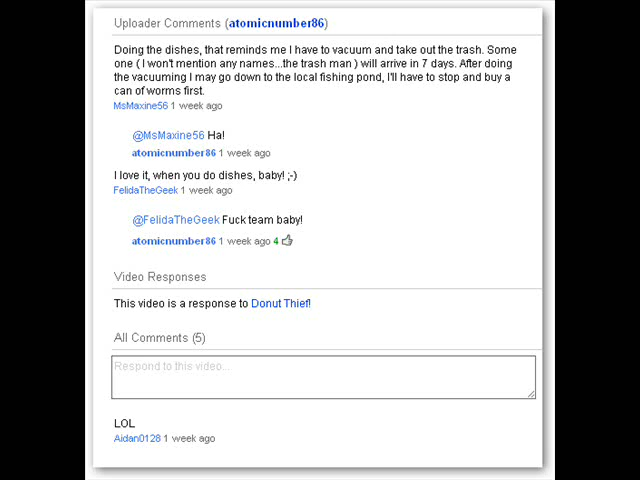 Uploader Comments (atomicnumber86)
Doing the dishes, that reminds me I have to vacuum and take out the trash. Some
one ( I won't mention any names...the trash man ) will arrive in 7 days. After doing
the vacuuming I may go down to the local fishing pond, I'll have to stop and buy a
can of worms first.
MsMaxine56 1 week ago
@MsMaxine56 Ha!
atomicnumber86 1 week ago
I love it, when you do dishes, baby! ;-)
FelidaTheGeek 1 week ago
@FelidaTheGeek Fuck team baby!
atomicnumber86 1 week ago 4
Video Responses
This video is a response to Donut Thief!
All Comments (5)
Respond to this video...
LOL
Aidan0128 1 week ago